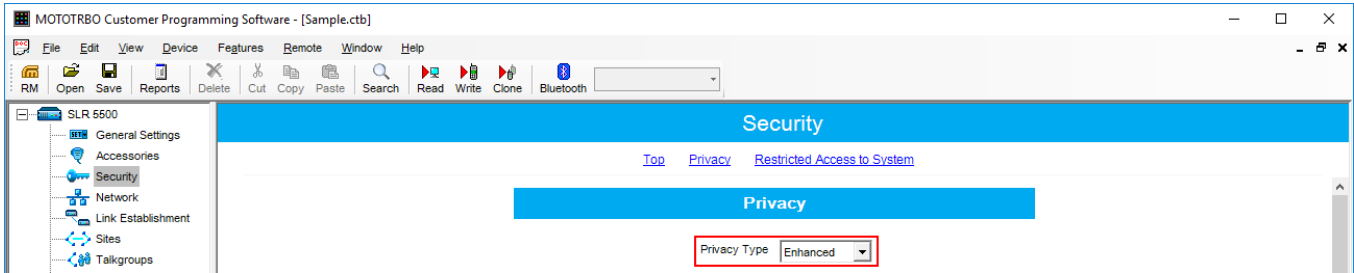 MOTOTRBO Customer Programming Software - [Sample.ctb]
File Edit View Device Features Remote Window Help
RM Open Save Reports Delete Cut Copy Paste Search Read Write Clone Bluetooth
SLR 5500
General Settings
Accessories
Security
Network
Link Establishment
Sites
Talkgroups
Security
Top Privacy Restricted Access to System
Privacy
Privacy Type Enhanced